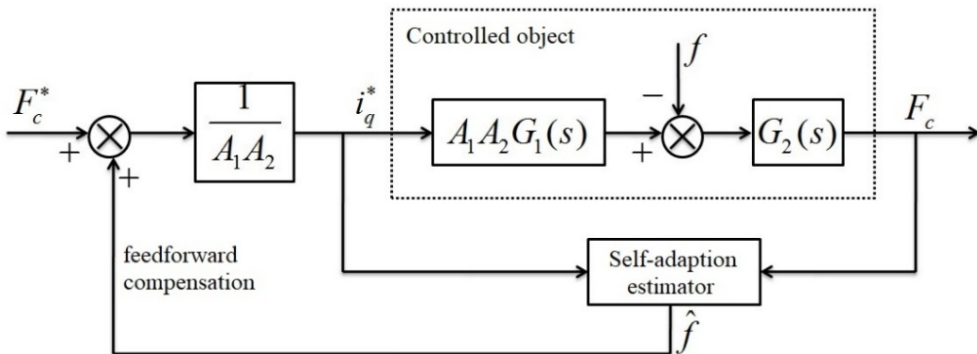 Controlled object
f
−
F_c^*
+
+
1
A_1A_2
i_q^*
A_1A_2G_1(s)
+
G_2(s)
F_c
feedforward
compensation
Self-adaption
estimator
f̂